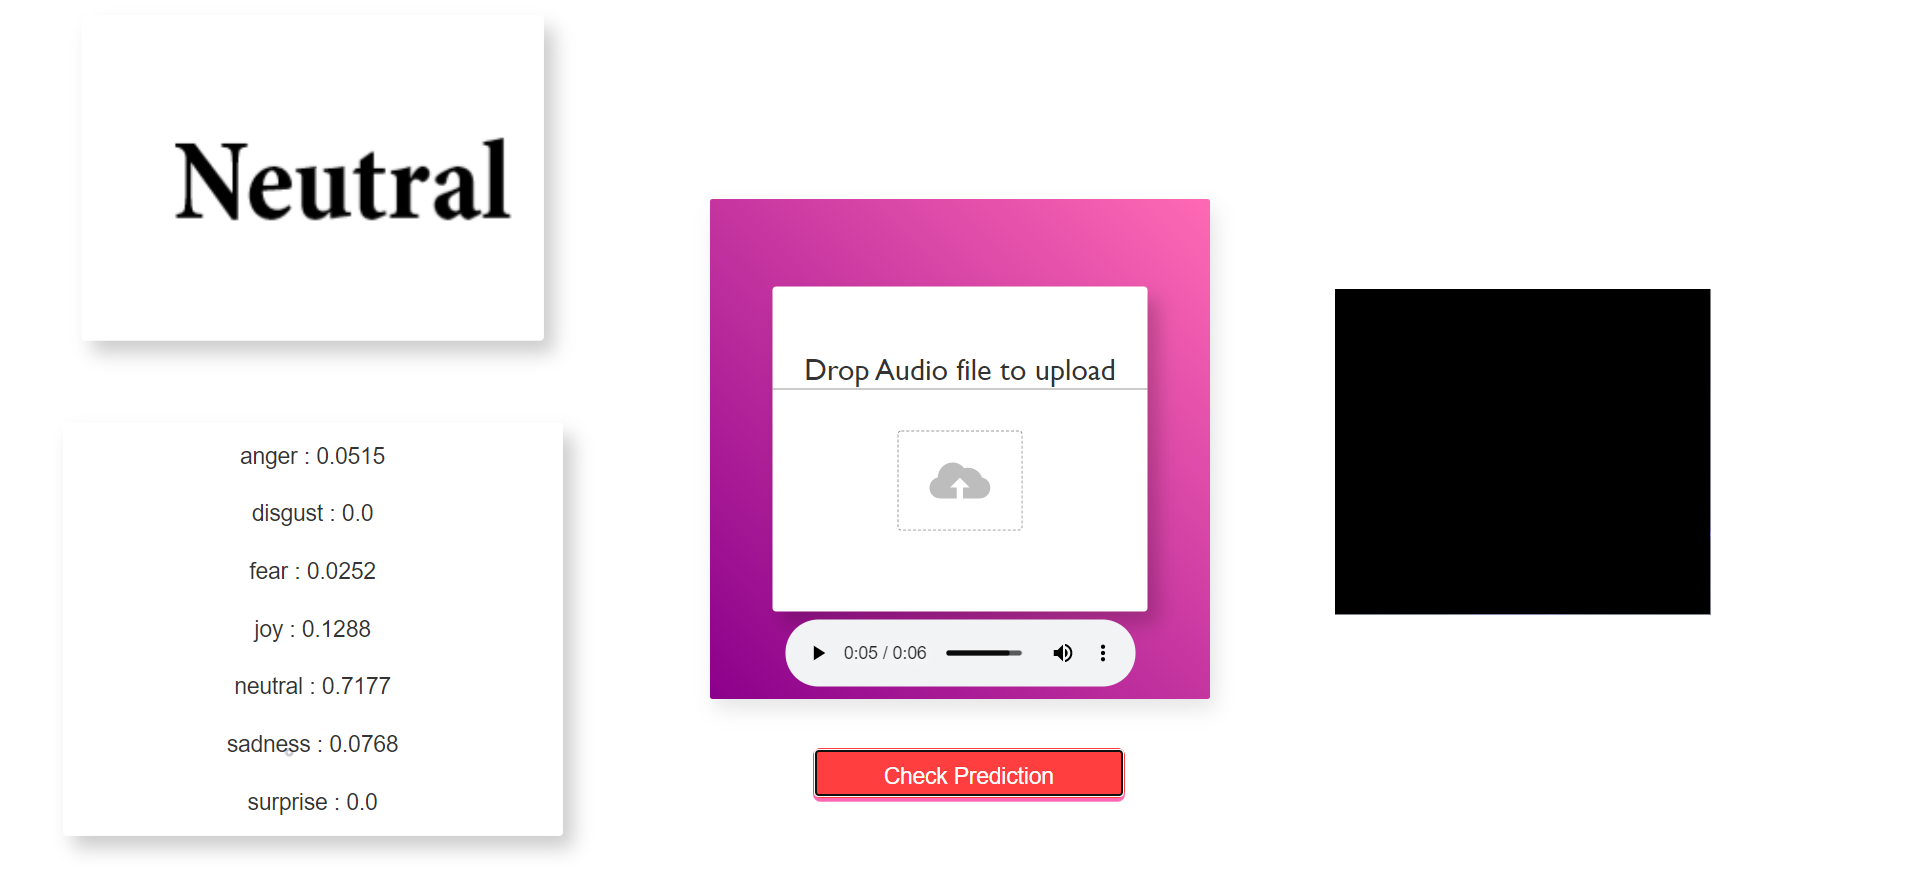 Neutral
anger : 0.0515
disgust : 0.0
fear : 0.0252
joy : 0.1288
neutral : 0.7177
sadness : 0.0768
surprise : 0.0
Drop Audio file to upload
0:05 / 0:06
Check Prediction